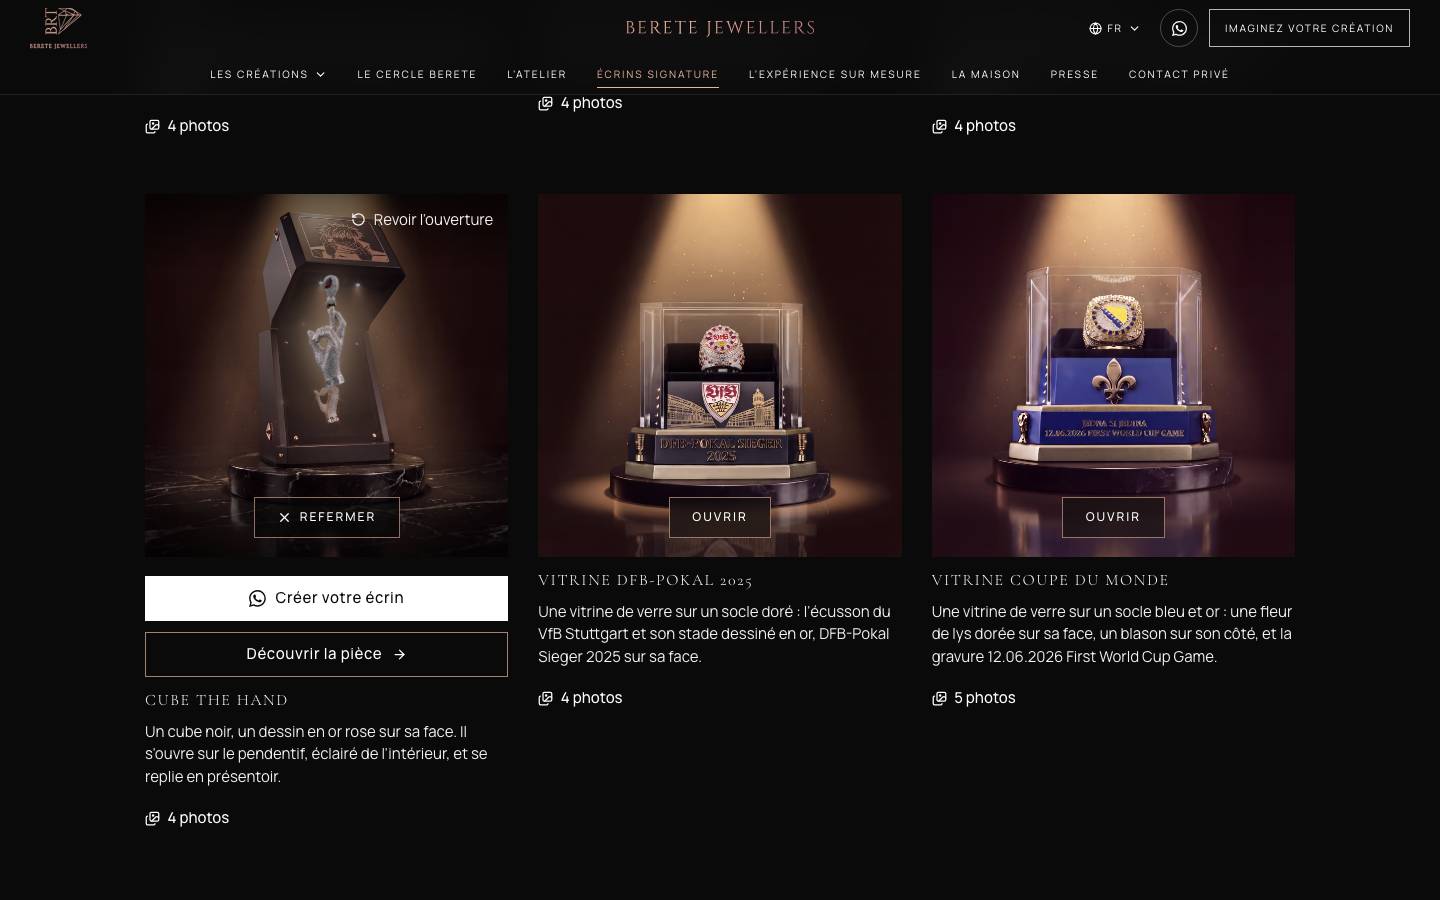 BRT
BERETE JEWELLERS
BERETE JEWELLERS
FR
IMAGINEZ VOTRE CRÉATION
LES CRÉATIONS
LE CERCLE BERETE
L'ATELIER
ÉCRINS SIGNATURE
L'EXPÉRIENCE SUR MESURE
LA MAISON
PRESSE
CONTACT PRIVÉ
4 photos
4 photos
4 photos
Revoir l'ouverture
REFERMER
Créer votre écrin
Découvrir la pièce
CUBE THE HAND
Un cube noir, un dessin en or rose sur sa face. Il
s'ouvre sur le pendentif, éclairé de l'intérieur, et se
replie en présentoir.
4 photos
VfB
DFB-POKAL SIEGER
2025
OUVRIR
VITRINE DFB-POKAL 2025
Une vitrine de verre sur un socle doré : l'écusson du
VfB Stuttgart et son stade dessiné en or, DFB-Pokal
Sieger 2025 sur sa face.
4 photos
12.06.2026 FIRST WORLD CUP GAME
OUVRIR
VITRINE COUPE DU MONDE
Une vitrine de verre sur un socle bleu et or : une fleur
de lys dorée sur sa face, un blason sur son côté, et la
gravure 12.06.2026 First World Cup Game.
5 photos